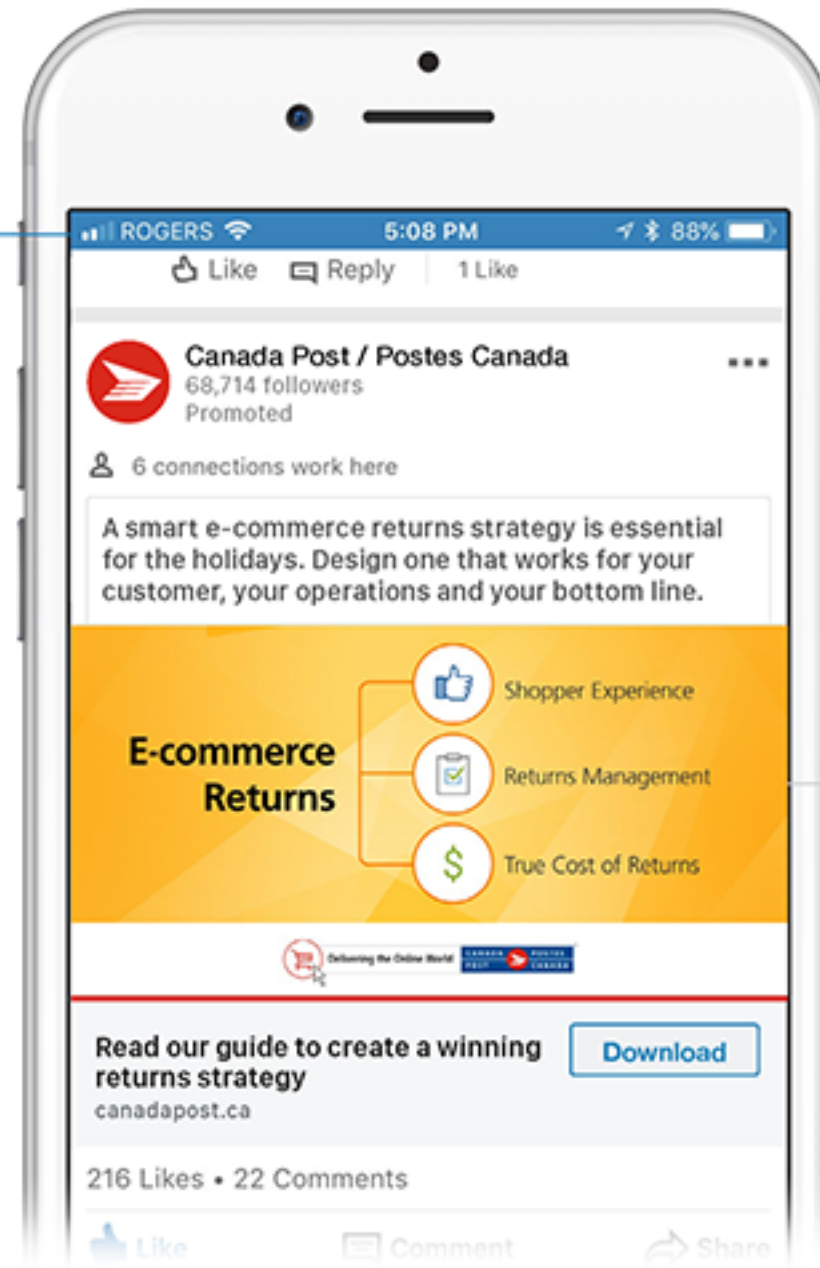 ROGERS 5:08 PM 88%
Like Reply 1 Like
Canada Post / Postes Canada
68,714 followers
Promoted
6 connections work here
A smart e-commerce returns strategy is essential
for the holidays. Design one that works for your
customer, your operations and your bottom line.
E-commerce
Returns
Shopper Experience
Returns Management
$ True Cost of Returns
Delivering the Online World
CANADA POSTES
POST CANADA
Read our guide to create a winning
returns strategy
Download
canadapost.ca
216 Likes • 22 Comments
Like Comment Share